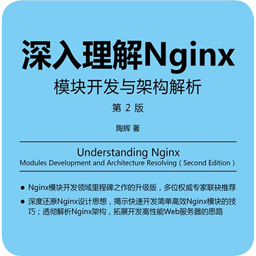 深入理解Nginx
模块开发与架构解析
第 2 版
陶辉 著
Understanding Nginx
Modules Development and Architecture Resolving（Second Edition）
● Nginx模块开发领域里程碑之作的升级版，多位权威专家联袂推荐
● 深度还原Nginx设计思想，揭示快速开发简单高效Nginx模块的技
巧；透彻解析Nginx架构，拓展开发高性能Web服务器的思路